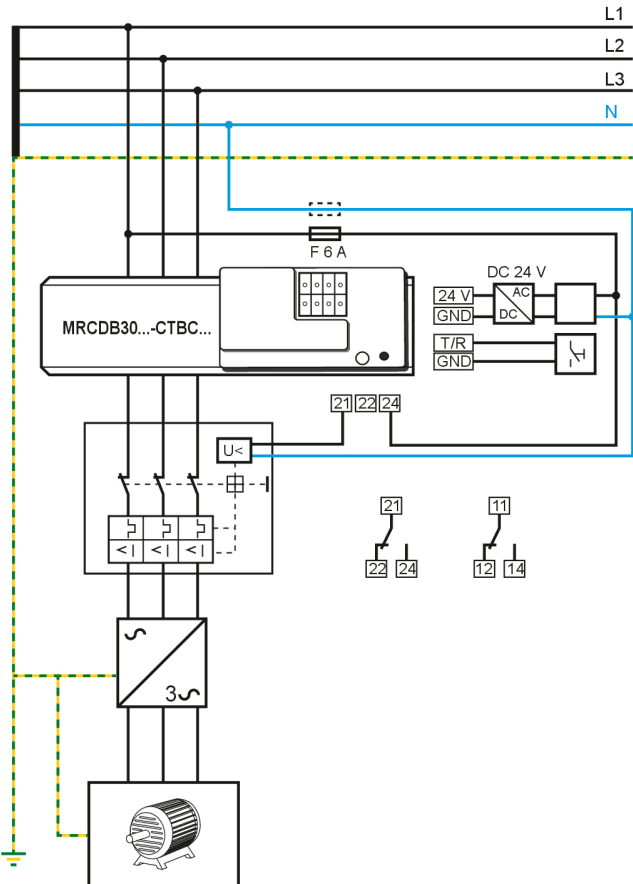 L1
L2
L3
N
F 6 A
DC 24 V
24 V
AC
GND
DC
MRCDB30...-CTBC...
T/R
GND
21 22 24
U<
21
11
22 24
12 14
3